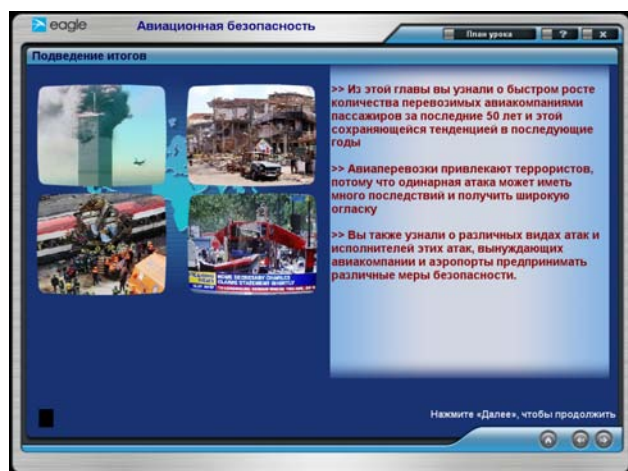 eagle
Авиационная безопасность
План урока
?
X
Подведение итогов
>> Из этой главы вы узнали о быстром росте
количества перевозимых авиакомпаниями
пассажиров за последние 50 лет и этой
сохраняющейся тенденцией в последующие
годы
>> Авиаперевозки привлекают террористов,
потому что одинарная атака может иметь
много последствий и получить широкую
огласку
>> Вы также узнали о различных видах атак и
исполнителей этих атак, вынуждающих
авиакомпании и аэропорты предпринимать
различные меры безопасности.
HOME SECRETARY CHARLES
CLARKE STATEMENT SHORTLY
Нажмите «Далее», чтобы продолжить